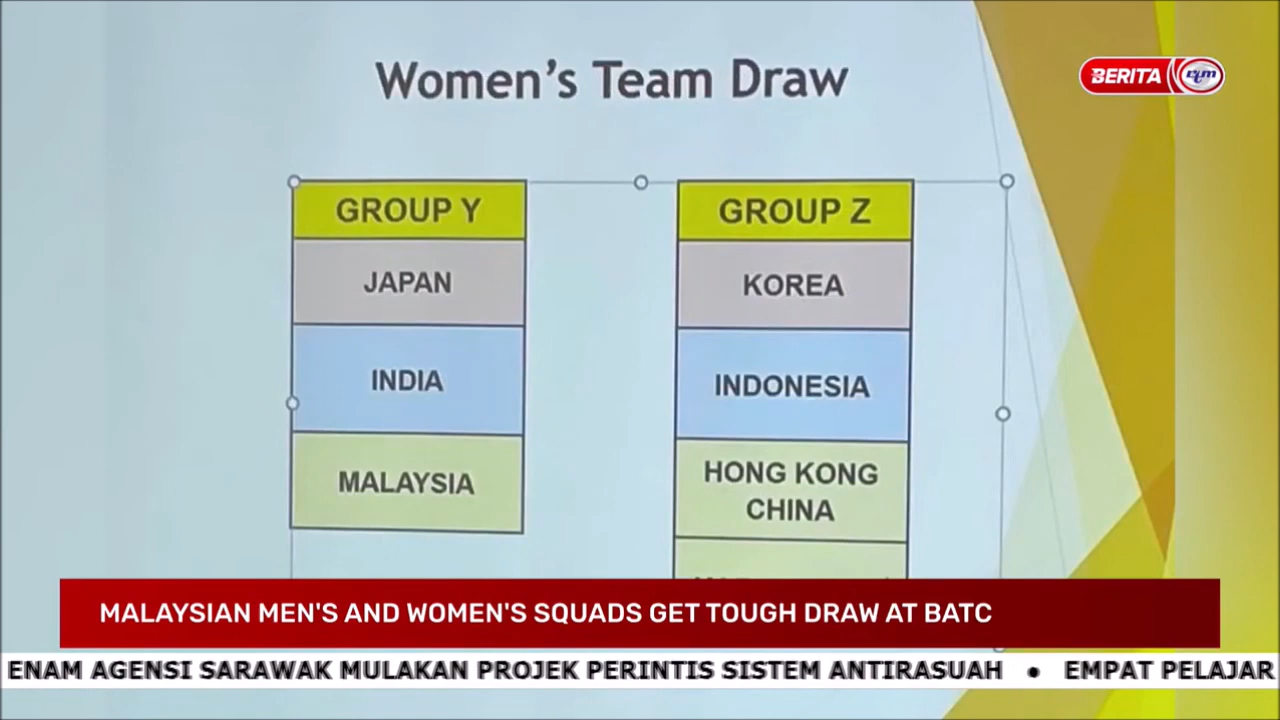 Women's Team Draw
BERITA rtm
GROUP Y
JAPAN
INDIA
MALAYSIA
GROUP Z
KOREA
INDONESIA
HONG KONG
CHINA
MALAYSIAN MEN'S AND WOMEN'S SQUADS GET TOUGH DRAW AT BATC
ENAM AGENSI SARAWAK MULAKAN PROJEK PERINTIS SISTEM ANTIRASUAH • EMPAT PELAJAR